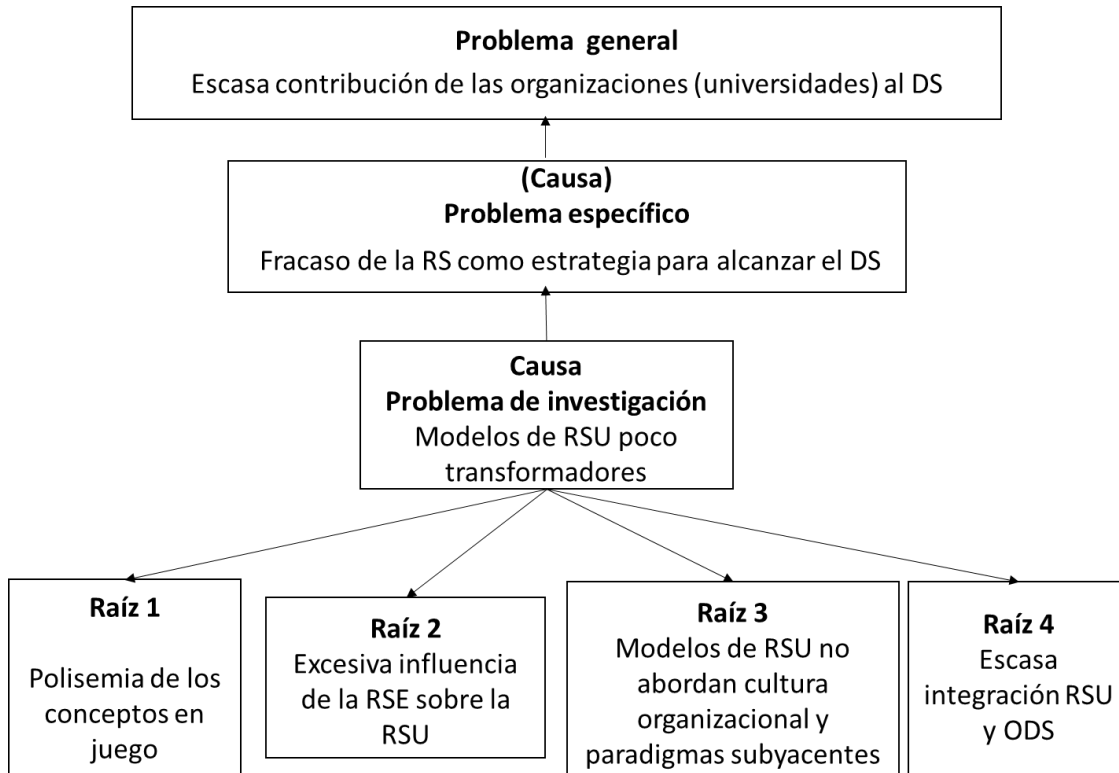 Problema general
Escasa contribución de las organizaciones (universidades) al DS
(Causa)
Problema específico
Fracaso de la RS como estrategia para alcanzar el DS
Causa
Problema de investigación
Modelos de RSU poco
transformadores
Raíz 1
Polisemia de los
conceptos en
juego
Raíz 2
Excesiva influencia
de la RSE sobre la
RSU
Raíz 3
Modelos de RSU no
abordan cultura
organizacional y
paradigmas subyacentes
Raíz 4
Escasa
integración RSU
y ODS